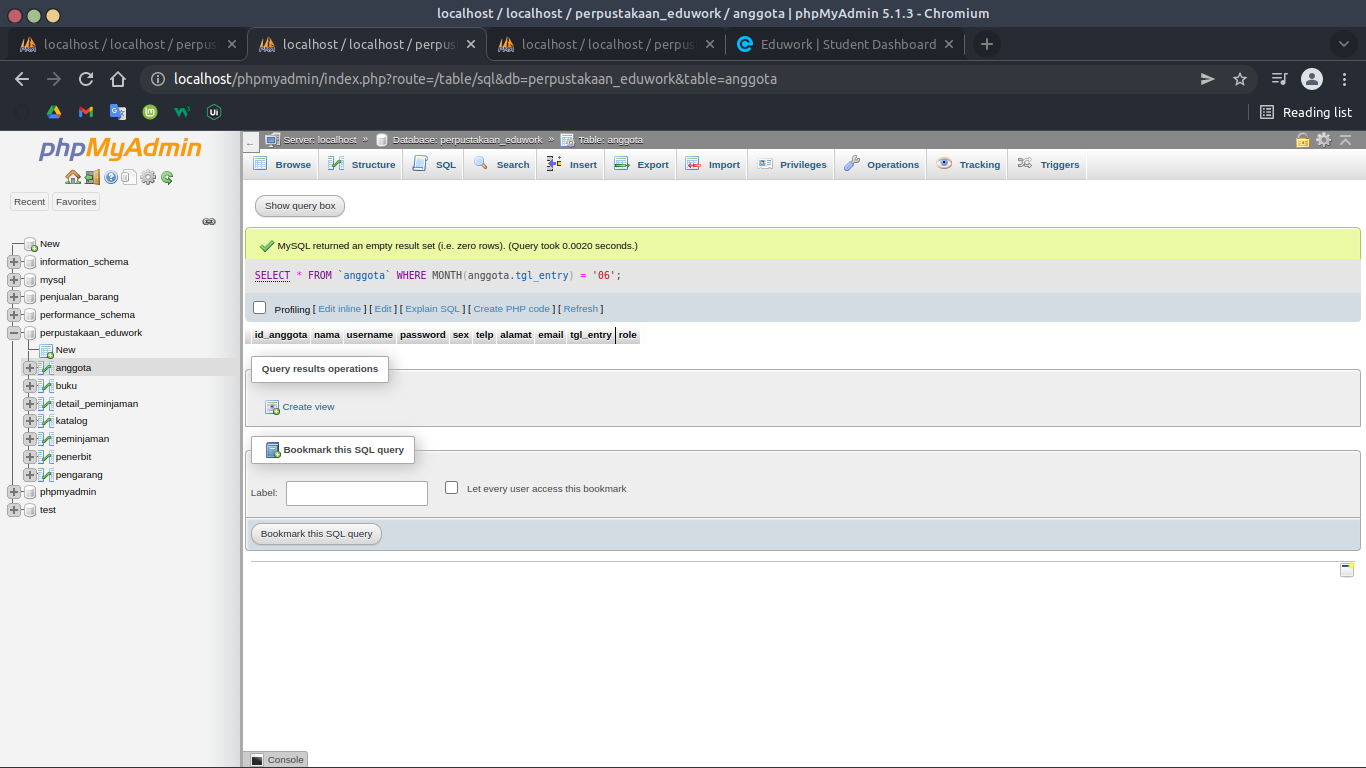 localhost / localhost / perpustakaan_eduwork / anggota | phpMyAdmin 5.1.3 - Chromium
localhost / localhost / perpus
localhost / localhost / perpus
localhost / localhost / perpus
Eduwork | Student Dashboard
localhost/phpmyadmin/index.php?route=/table/sql&db=perpustakaan_eduwork&table=anggota
Reading list
phpMyAdmin
Recent
Favorites
New
information_schema
mysql
penjualan_barang
performance_schema
perpustakaan_eduwork
New
anggota
buku
detail_peminjaman
katalog
peminjaman
penerbit
pengarang
phpmyadmin
test
Server: localhost » Database: perpustakaan_eduwork » Table: anggota
Browse Structure SQL Search Insert Export Import Privileges Operations Tracking Triggers
Show query box
MySQL returned an empty result set (i.e. zero rows). (Query took 0.0020 seconds.)
SELECT * FROM `anggota` WHERE MONTH(anggota.tgl_entry) = '06';
Profiling [ Edit inline ] [ Edit ] [ Explain SQL ] [ Create PHP code ] [ Refresh ]
id_anggota nama username password sex telp alamat email tgl_entry role
Query results operations
Create view
Bookmark this SQL query
Label:
Let every user access this bookmark
Bookmark this SQL query
Console